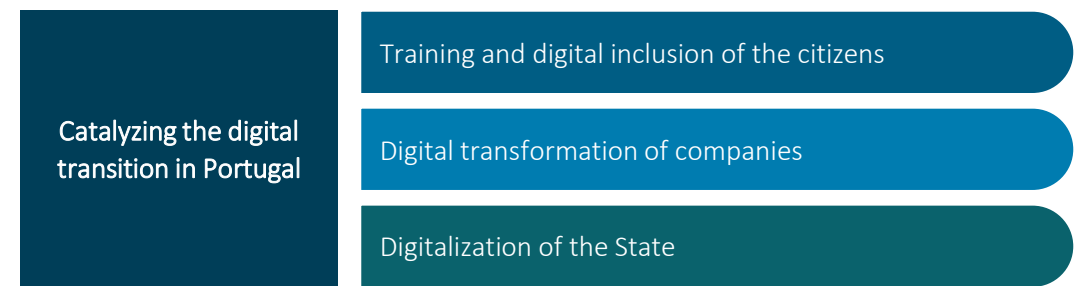 Catalyzing the digital
transition in Portugal
Training and digital inclusion of the citizens
Digital transformation of companies
Digitalization of the State